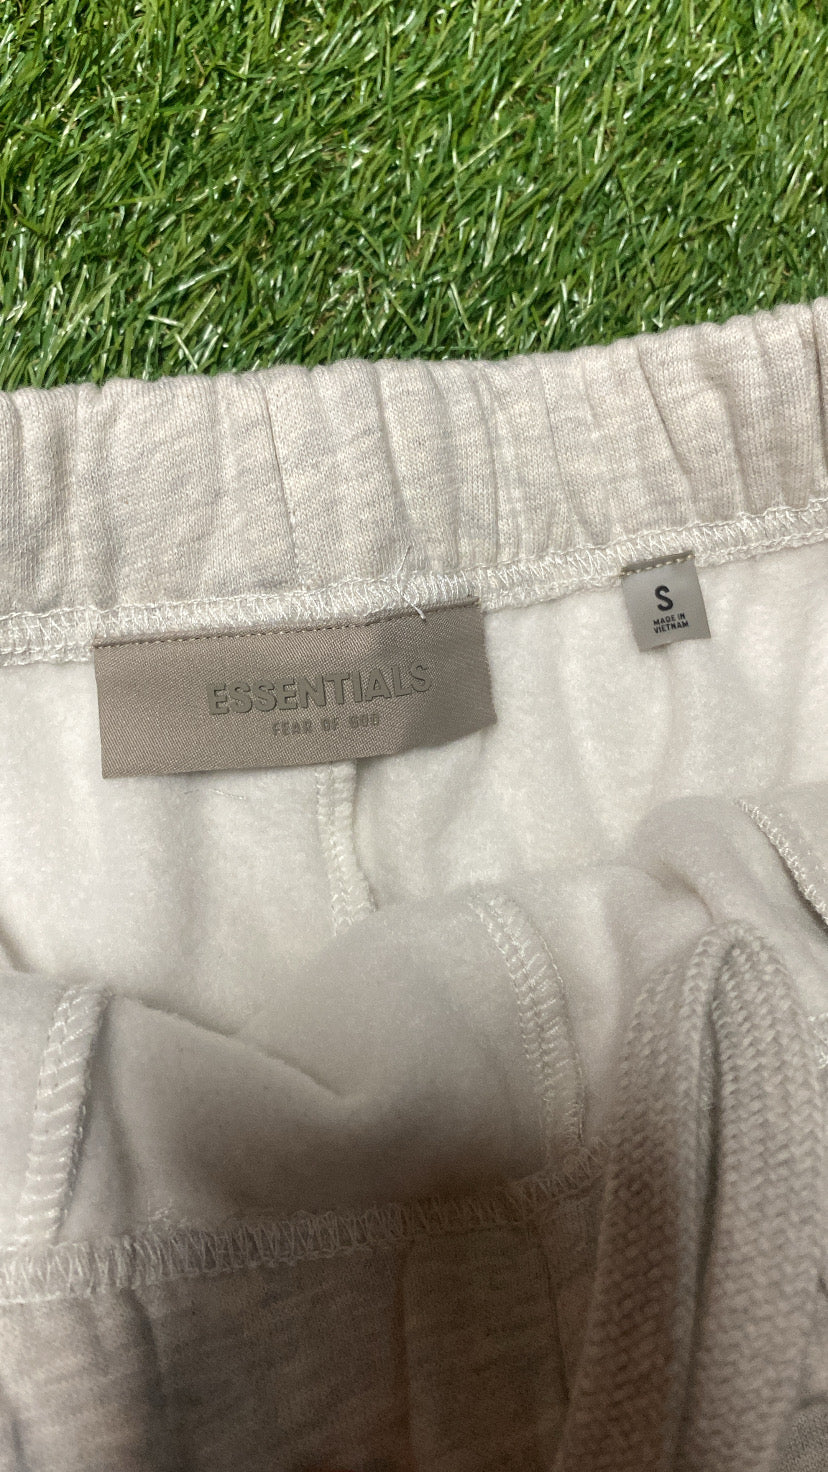 ESSENTIALS
FEAR OF GOD
S
MADE IN
VIETNAM